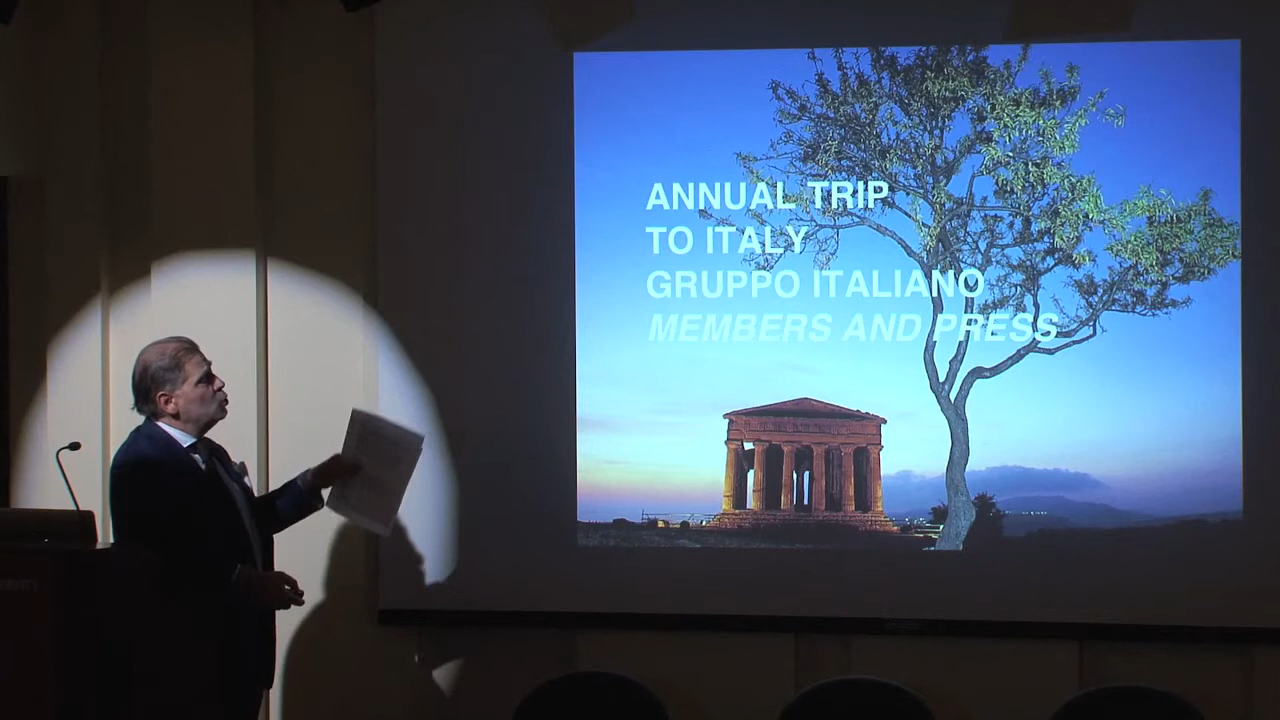 ANNUAL TRIP
TO ITALY
GRUPPO ITALIANO
MEMBERS AND PRESS